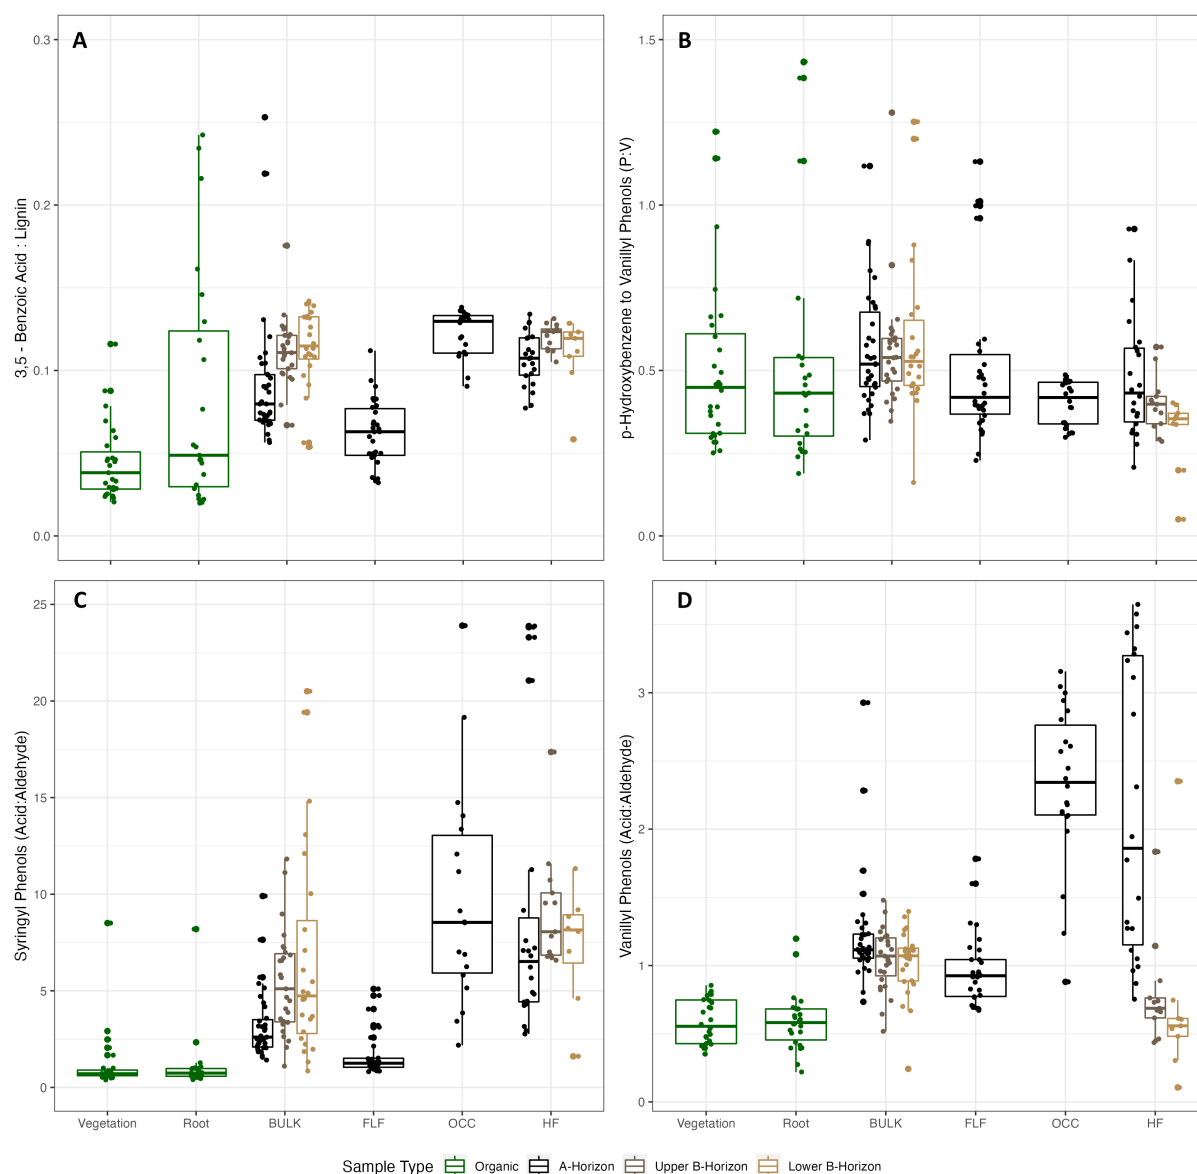 A
B
0.3
0.2
0.1
0.0
3,5 - Benzoic Acid : Lignin
1.5
1.0
0.5
0.0
p-Hydroxybenzene to Vanillyl Phenols (P:V)
C
D
25
20
15
10
5
0
Syringyl Phenols (Acid:Aldehyde)
3
2
1
0
Vanillyl Phenols (Acid:Aldehyde)
Vegetation Root BULK FLF OCC HF
Vegetation Root BULK FLF OCC HF
Sample Type Organic A-Horizon Upper B-Horizon Lower B-Horizon